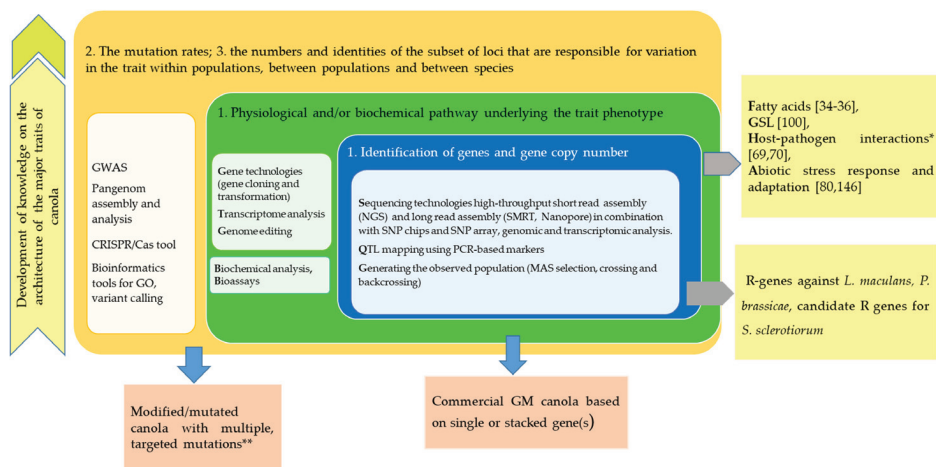 Development of knowledge on the
architecture of the major traits of
canola
2. The mutation rates; 3. the numbers and identities of the subset of loci that are responsible for variation
in the trait within populations, between populations and between species
GWAS
Pangenom
assembly and
analysis
CRISPR/Cas tool
Bioinformatics
tools for GO,
variant calling
1. Physiological and/or biochemical pathway underlying the trait phenotype
Gene technologies
(gene cloning and
transformation)
Transcriptome analysis
Genome editing
Biochemical analysis,
Bioassays
1. Identification of genes and gene copy number
Sequencing technologies high-throughput short read assembly
(NGS) and long read assembly (SMRT, Nanopore) in combination
with SNP chips and SNP array, genomic and transcriptomic analysis.
QTL mapping using PCR-based markers
Generating the observed population (MAS selection, crossing and
backcrossing)
Fatty acids [34-36],
GSL [100],
Host-pathogen interactions*
[69,70],
Abiotic stress response and
adaptation [80,146]
R-genes against L. maculans, P.
brassicae, candidate R genes for
S. sclerotiorum
Modified/mutated
canola with multiple,
targeted mutations**
Commercial GM canola based
on single or stacked gene(s)